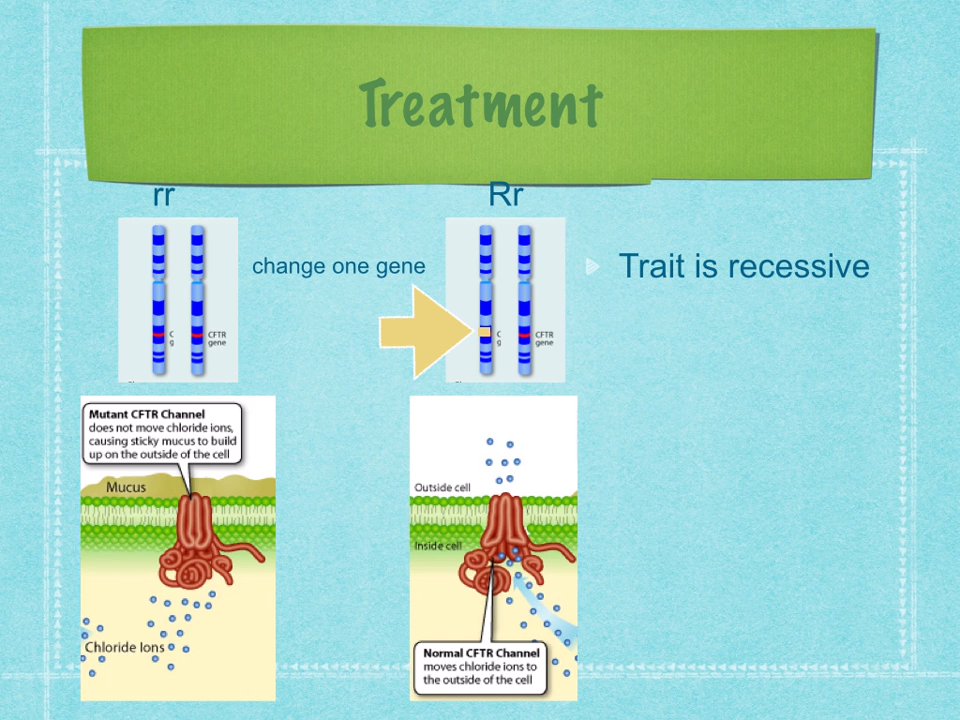 Treatment
rr
Rr
change one gene
Trait is recessive
C
g
CFTR
gene
C
g
CFTR
gene
Mutant CFTR Channel
does not move chloride ions,
causing sticky mucus to build
up on the outside of the cell
Mucus
Chloride Ions
Outside cell
Inside cell
Normal CFTR Channel
moves chloride ions to
the outside of the cell